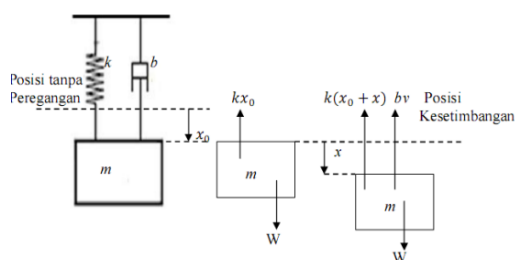 k
b
Posisi tanpa
Peregangan
x₀
m
kx₀
m
W
k(x₀ + x) bv
Posisi
Kesetimbangan
x
m
W